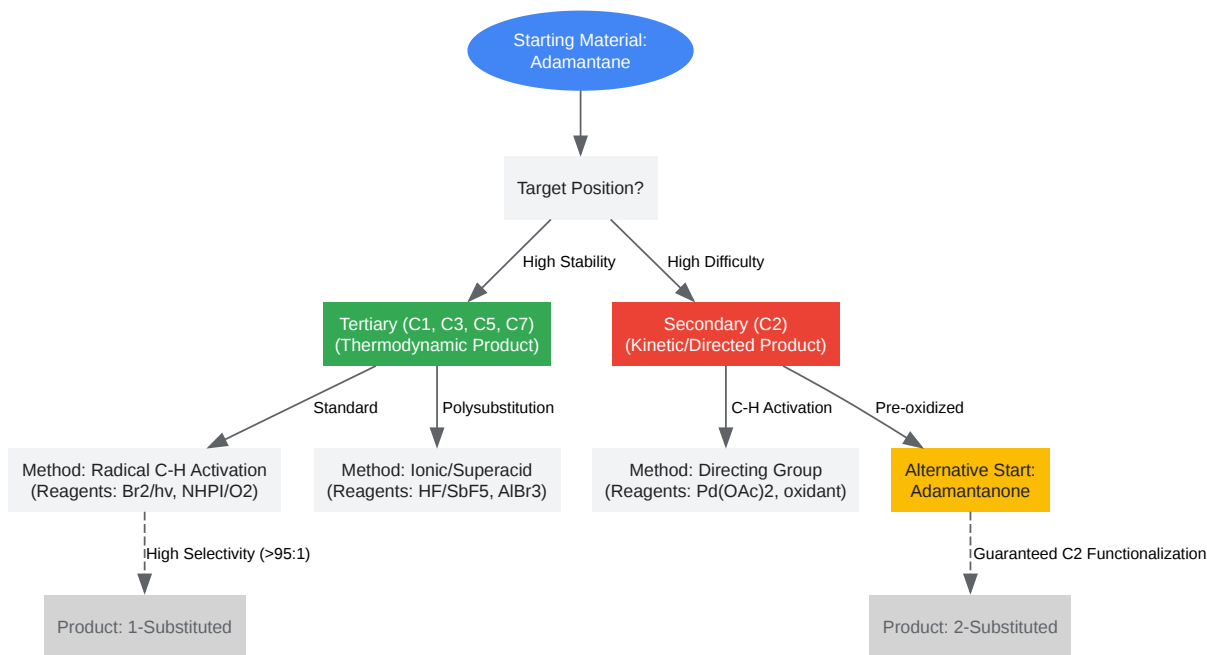 Starting Material:
Adamantane
Target Position?
High Stability
High Difficulty
Tertiary (C1, C3, C5, C7)
(Thermodynamic Product)
Secondary (C2)
(Kinetic/Directed Product)
Standard
Polysubstitution
C-H Activation
Pre-oxidized
Method: Radical C-H Activation
(Reagents: Br2/hv, NHPI/O2)
Method: Ionic/Superacid
(Reagents: HF/SbF5, AlBr3)
Method: Directing Group
(Reagents: Pd(OAc)2, oxidant)
Alternative Start:
Adamantanone
High Selectivity (>95:1)
Guaranteed C2 Functionalization
Product: 1-Substituted
Product: 2-Substituted